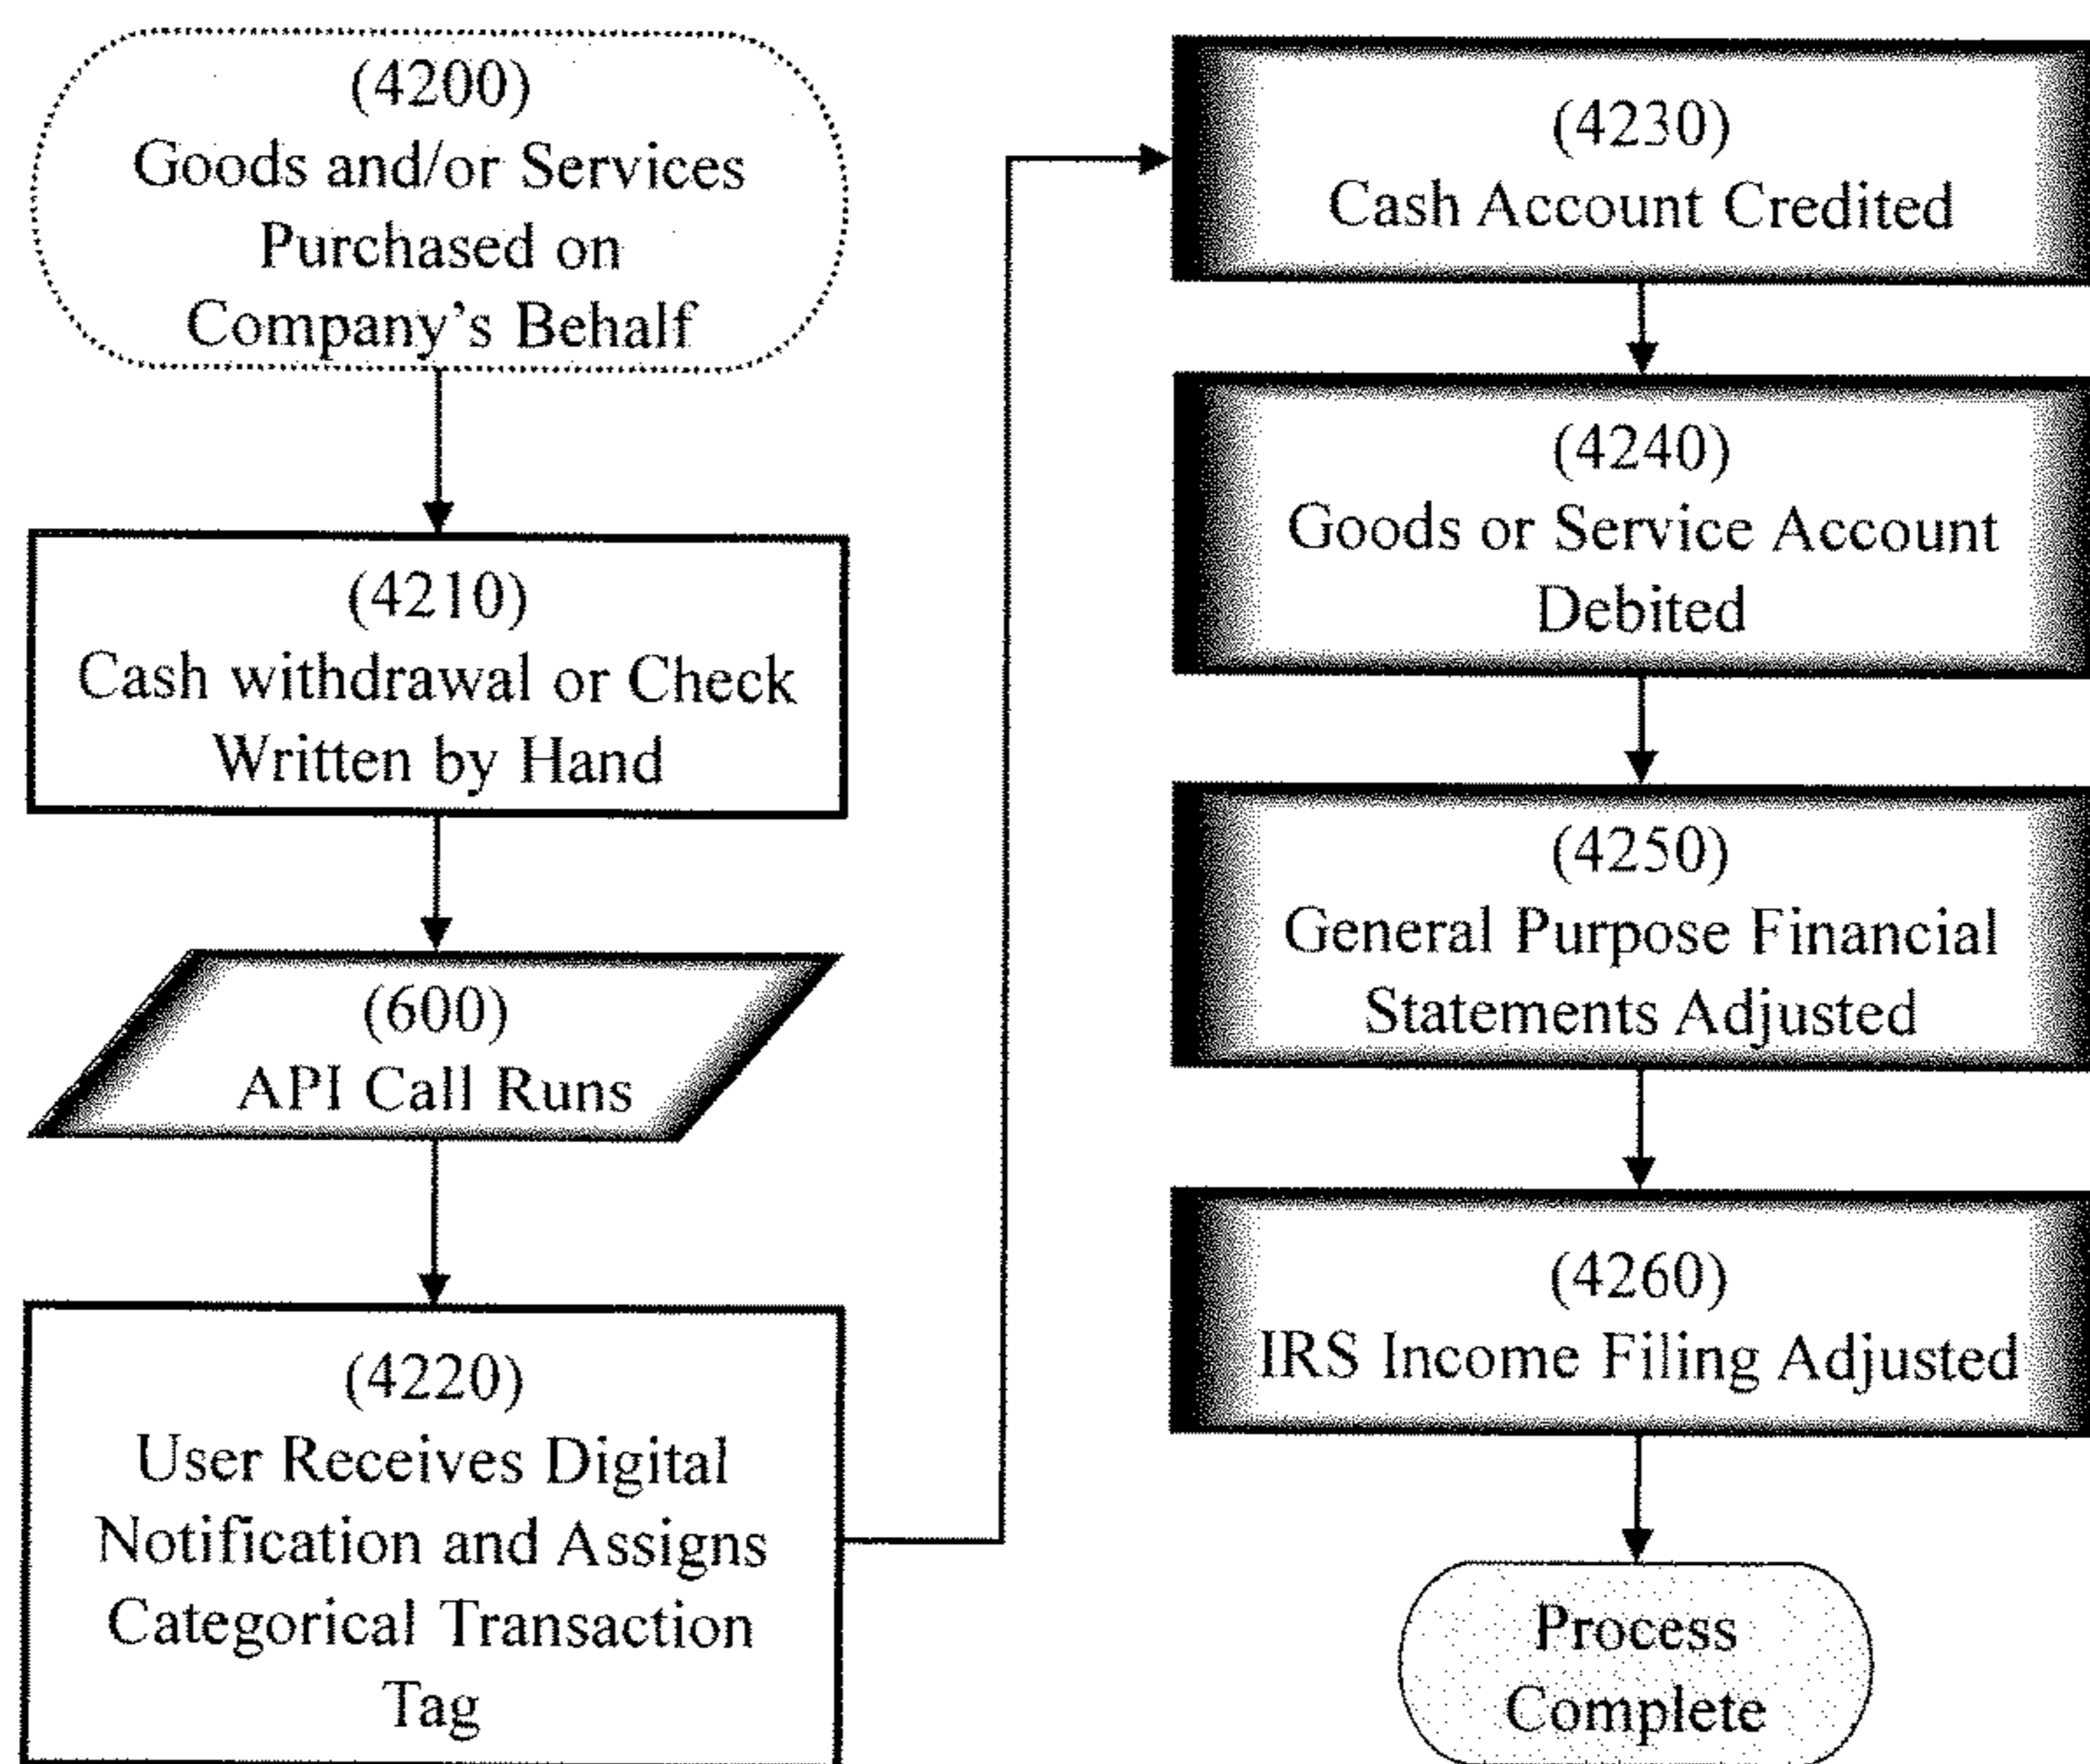 (4200)
Goods and/or Services
Purchased on
Company's Behalf
(4210)
Cash withdrawal or Check
Written by Hand
(600)
API Call Runs
(4220)
User Receives Digital
Notification and Assigns
Categorical Transaction
Tag
(4230)
Cash Account Credited
(4240)
Goods or Service Account
Debited
(4250)
General Purpose Financial
Statements Adjusted
(4260)
IRS Income Filing Adjusted
Process
Complete